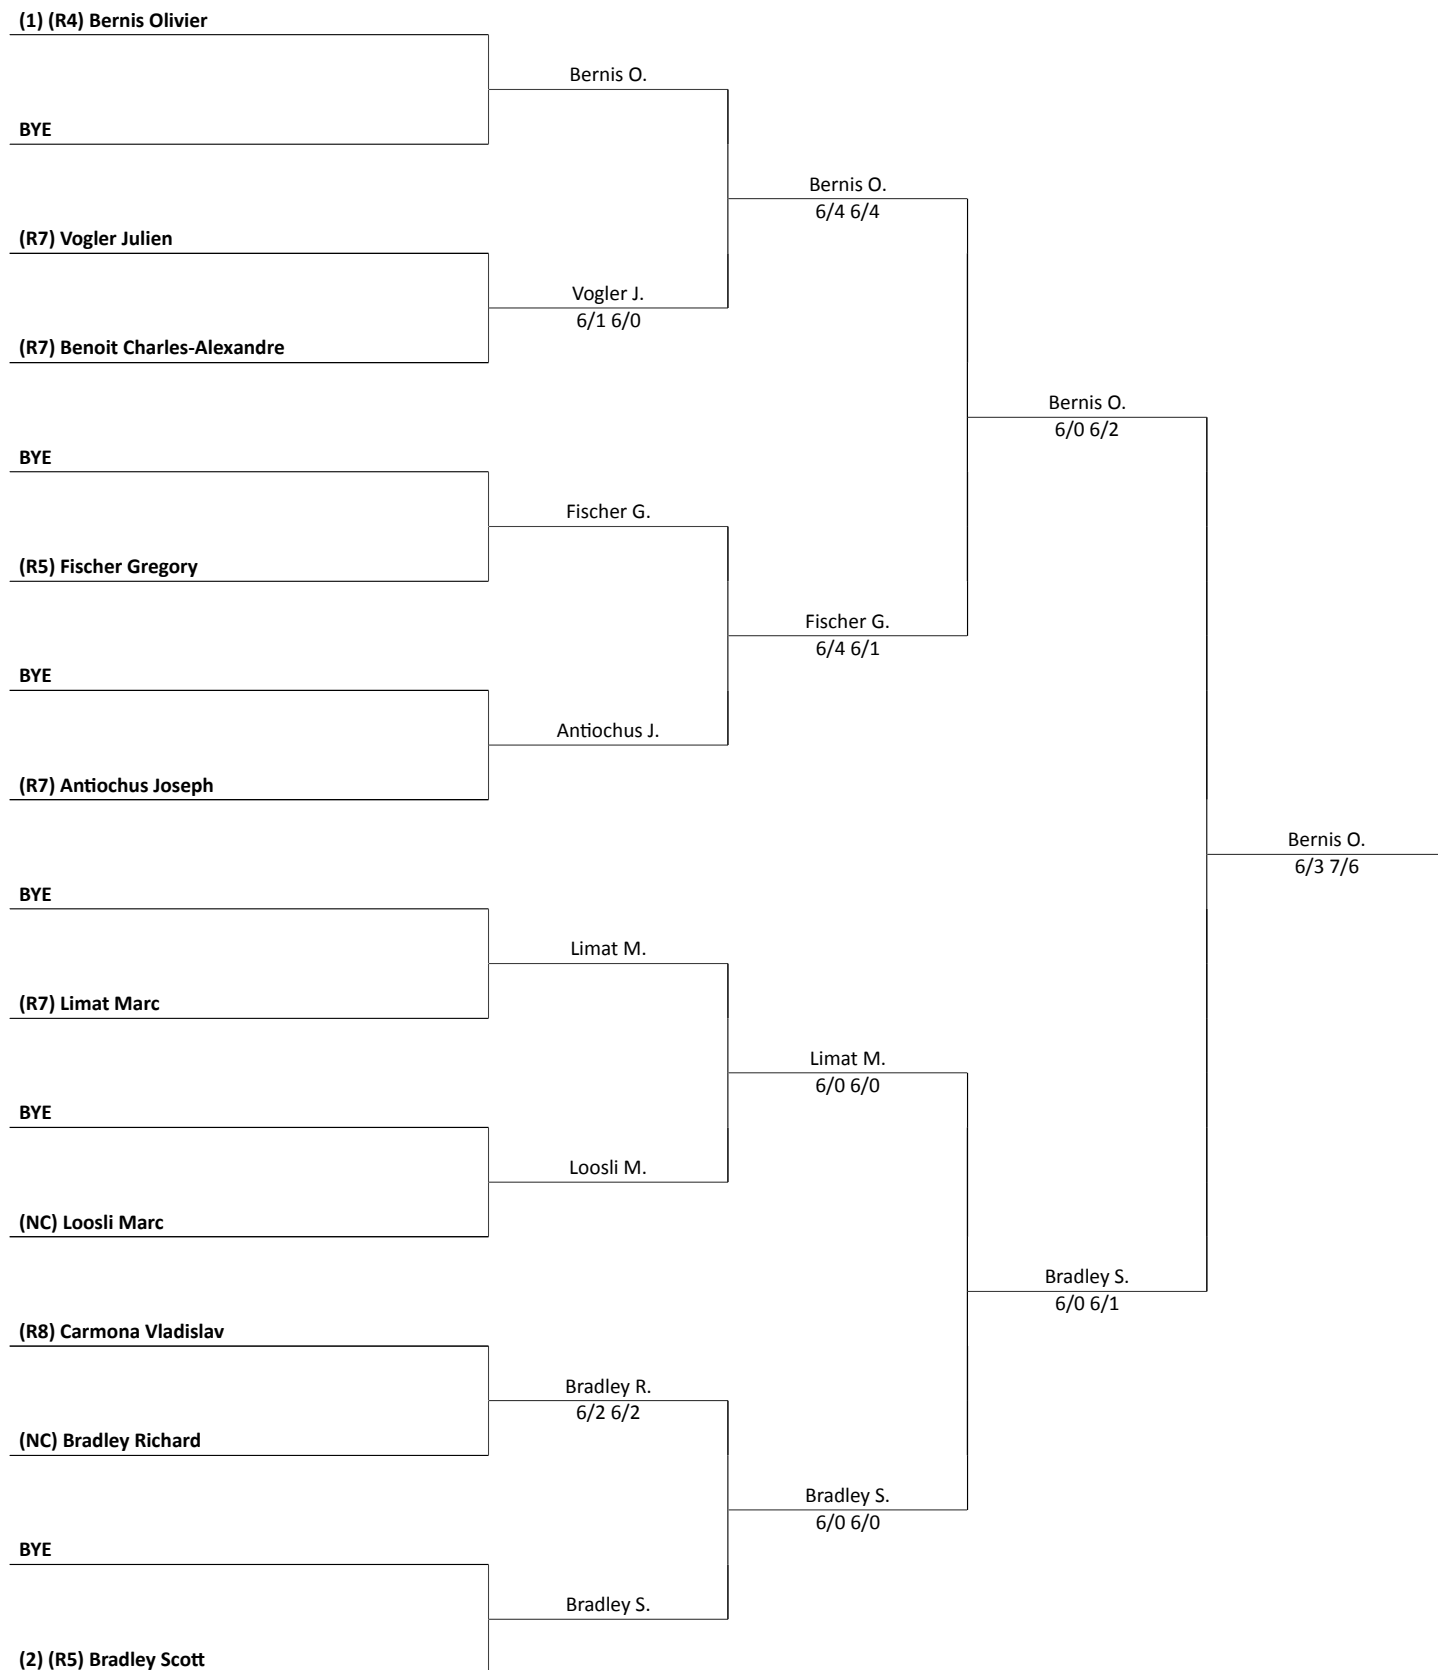 (1) (R4) Bernis Olivier
Bernis O.
BYE
Bernis O.
6/4 6/4
(R7) Vogler Julien
Vogler J.
6/1 6/0
(R7) Benoit Charles-Alexandre
Bernis O.
6/0 6/2
BYE
Fischer G.
(R5) Fischer Gregory
Fischer G.
6/4 6/1
BYE
Antiochus J.
(R7) Antiochus Joseph
Bernis O.
6/3 7/6
BYE
Limat M.
(R7) Limat Marc
Limat M.
6/0 6/0
BYE
Loosli M.
(NC) Loosli Marc
Bradley S.
6/0 6/1
(R8) Carmona Vladislav
Bradley R.
6/2 6/2
(NC) Bradley Richard
Bradley S.
6/0 6/0
BYE
Bradley S.
(2) (R5) Bradley Scott